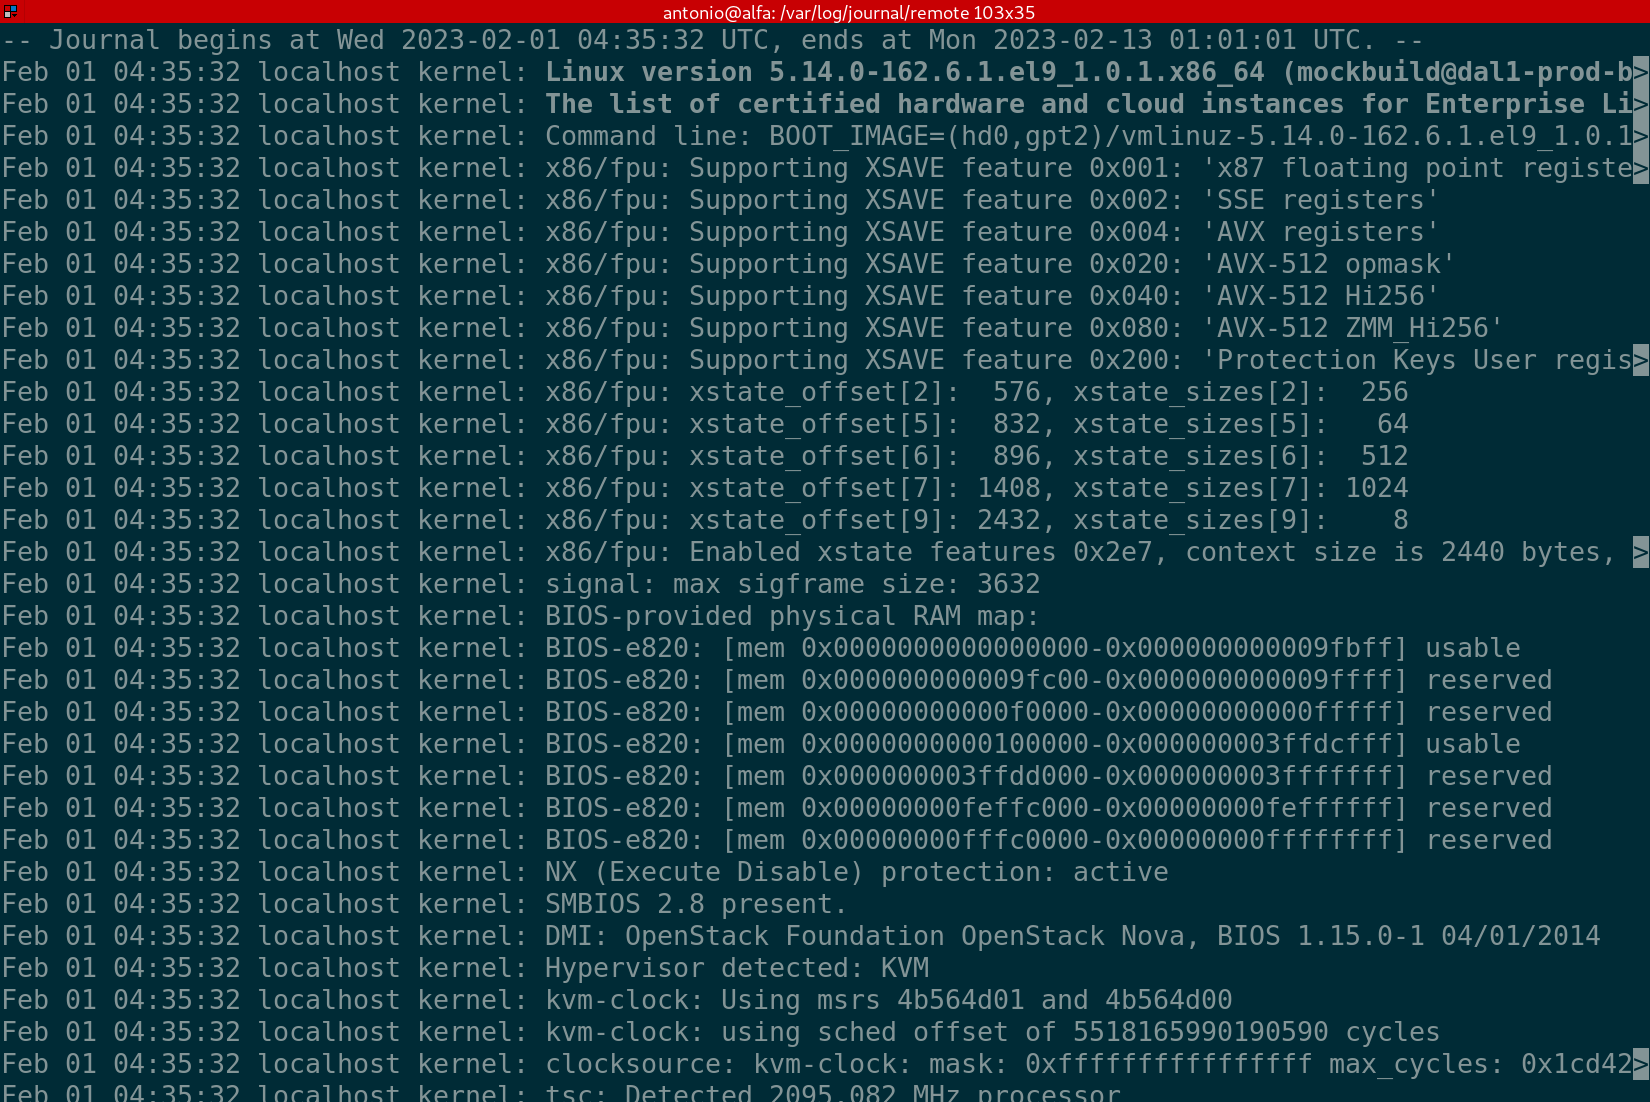 antonio@alfa: /var/log/journal/remote 103x35
-- Journal begins at Wed 2023-02-01 04:35:32 UTC, ends at Mon 2023-02-13 01:01:01 UTC. --
Feb 01 04:35:32 localhost kernel: Linux version 5.14.0-162.6.1.el9_1.0.1.x86_64 (mockbuild@dal1-prod-b>
Feb 01 04:35:32 localhost kernel: The list of certified hardware and cloud instances for Enterprise Li>
Feb 01 04:35:32 localhost kernel: Command line: BOOT_IMAGE=(hd0,gpt2)/vmlinuz-5.14.0-162.6.1.el9_1.0.1>
Feb 01 04:35:32 localhost kernel: x86/fpu: Supporting XSAVE feature 0x001: 'x87 floating point registe>
Feb 01 04:35:32 localhost kernel: x86/fpu: Supporting XSAVE feature 0x002: 'SSE registers'
Feb 01 04:35:32 localhost kernel: x86/fpu: Supporting XSAVE feature 0x004: 'AVX registers'
Feb 01 04:35:32 localhost kernel: x86/fpu: Supporting XSAVE feature 0x020: 'AVX-512 opmask'
Feb 01 04:35:32 localhost kernel: x86/fpu: Supporting XSAVE feature 0x040: 'AVX-512 Hi256'
Feb 01 04:35:32 localhost kernel: x86/fpu: Supporting XSAVE feature 0x080: 'AVX-512 ZMM_Hi256'
Feb 01 04:35:32 localhost kernel: x86/fpu: Supporting XSAVE feature 0x200: 'Protection Keys User regis>
Feb 01 04:35:32 localhost kernel: x86/fpu: xstate_offset[2]:  576, xstate_sizes[2]:  256
Feb 01 04:35:32 localhost kernel: x86/fpu: xstate_offset[5]:  832, xstate_sizes[5]:   64
Feb 01 04:35:32 localhost kernel: x86/fpu: xstate_offset[6]:  896, xstate_sizes[6]:  512
Feb 01 04:35:32 localhost kernel: x86/fpu: xstate_offset[7]: 1408, xstate_sizes[7]: 1024
Feb 01 04:35:32 localhost kernel: x86/fpu: xstate_offset[9]: 2432, xstate_sizes[9]:    8
Feb 01 04:35:32 localhost kernel: x86/fpu: Enabled xstate features 0x2e7, context size is 2440 bytes, >
Feb 01 04:35:32 localhost kernel: signal: max sigframe size: 3632
Feb 01 04:35:32 localhost kernel: BIOS-provided physical RAM map:
Feb 01 04:35:32 localhost kernel: BIOS-e820: [mem 0x0000000000000000-0x000000000009fbff] usable
Feb 01 04:35:32 localhost kernel: BIOS-e820: [mem 0x000000000009fc00-0x000000000009ffff] reserved
Feb 01 04:35:32 localhost kernel: BIOS-e820: [mem 0x00000000000f0000-0x00000000000fffff] reserved
Feb 01 04:35:32 localhost kernel: BIOS-e820: [mem 0x0000000000100000-0x000000003ffdcfff] usable
Feb 01 04:35:32 localhost kernel: BIOS-e820: [mem 0x000000003ffdd000-0x000000003fffffff] reserved
Feb 01 04:35:32 localhost kernel: BIOS-e820: [mem 0x00000000feffc000-0x00000000feffffff] reserved
Feb 01 04:35:32 localhost kernel: BIOS-e820: [mem 0x00000000fffc0000-0x00000000ffffffff] reserved
Feb 01 04:35:32 localhost kernel: NX (Execute Disable) protection: active
Feb 01 04:35:32 localhost kernel: SMBIOS 2.8 present.
Feb 01 04:35:32 localhost kernel: DMI: OpenStack Foundation OpenStack Nova, BIOS 1.15.0-1 04/01/2014
Feb 01 04:35:32 localhost kernel: Hypervisor detected: KVM
Feb 01 04:35:32 localhost kernel: kvm-clock: Using msrs 4b564d01 and 4b564d00
Feb 01 04:35:32 localhost kernel: kvm-clock: using sched offset of 5518165990190590 cycles
Feb 01 04:35:32 localhost kernel: clocksource: kvm-clock: mask: 0xffffffffffffffff max_cycles: 0x1cd42>
Feb 01 04:35:32 localhost kernel: tsc: Detected 2095.082 MHz processor